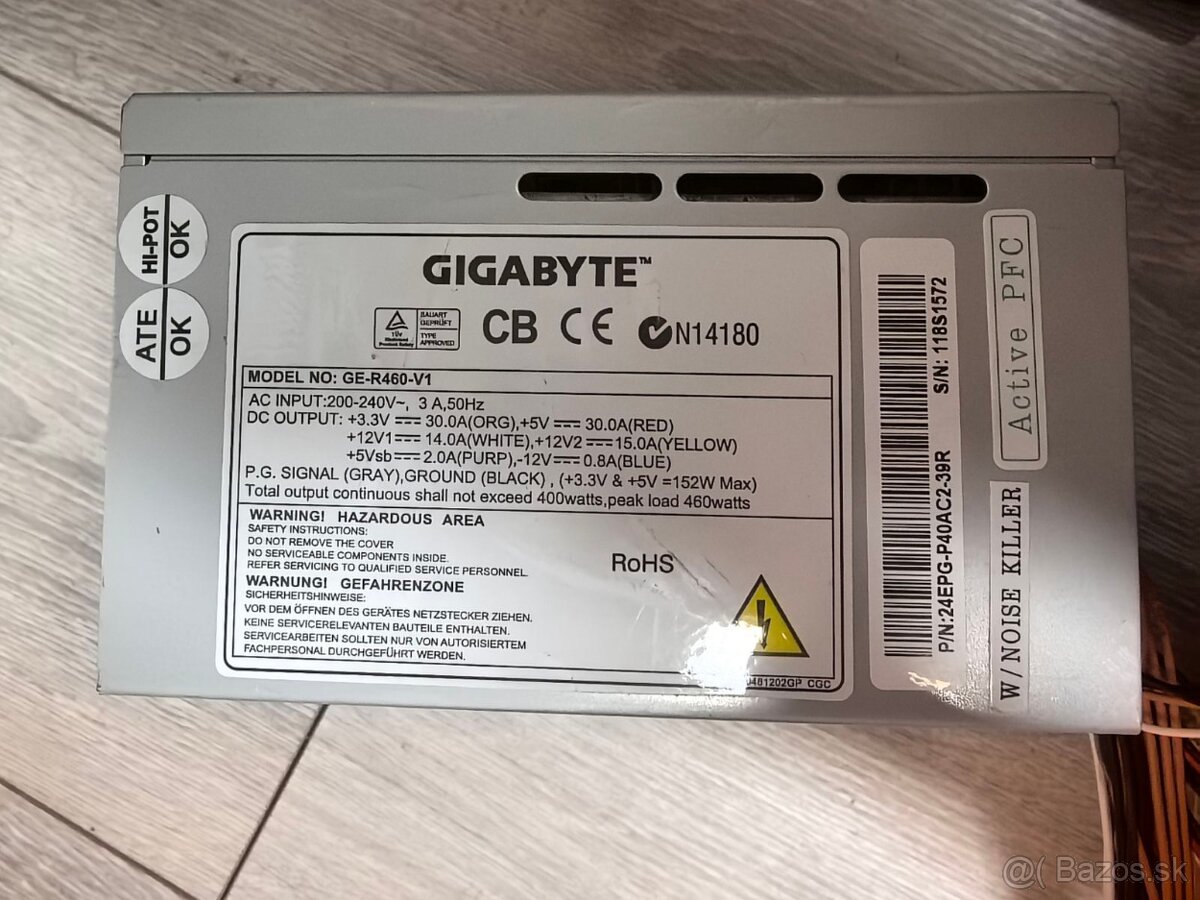 HI-POT
OK
ATE
OK
GIGABYTE™
TÜV
BAUART
GEPRÜFT
TYPE
APPROVED
CB CE N14180
MODEL NO: GE-R460-V1
AC INPUT:200-240V~, 3 A,50Hz
DC OUTPUT: +3.3V ⎓ 30.0A(ORG),+5V ⎓ 30.0A(RED)
+12V1⎓ 14.0A(WHITE),+12V2⎓15.0A(YELLOW)
+5Vsb⎓2.0A(PURP),-12V⎓0.8A(BLUE)
P.G. SIGNAL (GRAY),GROUND (BLACK) , (+3.3V & +5V =152W Max)
Total output continuous shall not exceed 400watts,peak load 460watts
WARNING! HAZARDOUS AREA
SAFETY INSTRUCTIONS:
DO NOT REMOVE THE COVER
NO SERVICEABLE COMPONENTS INSIDE.
REFER SERVICING TO QUALIFIED SERVICE PERSONNEL.
WARNUNG! GEFAHRENZONE
SICHERHEITSHINWEISE:
VOR DEM ÖFFNEN DES GERÄTES NETZSTECKER ZIEHEN.
KEINE SERVICERELEVANTEN BAUTEILE ENTHALTEN.
SERVICEARBEITEN SOLLTEN NUR VON AUTORISIERTEM
FACHPERSONAL DURCHGEFÜHRT WERDEN.
RoHS
CGC
S/N: 118S1572
P/N:24EPG-P40AC2-39R
Active PFC
W/NOISE KILLER
@( Bazos.sk